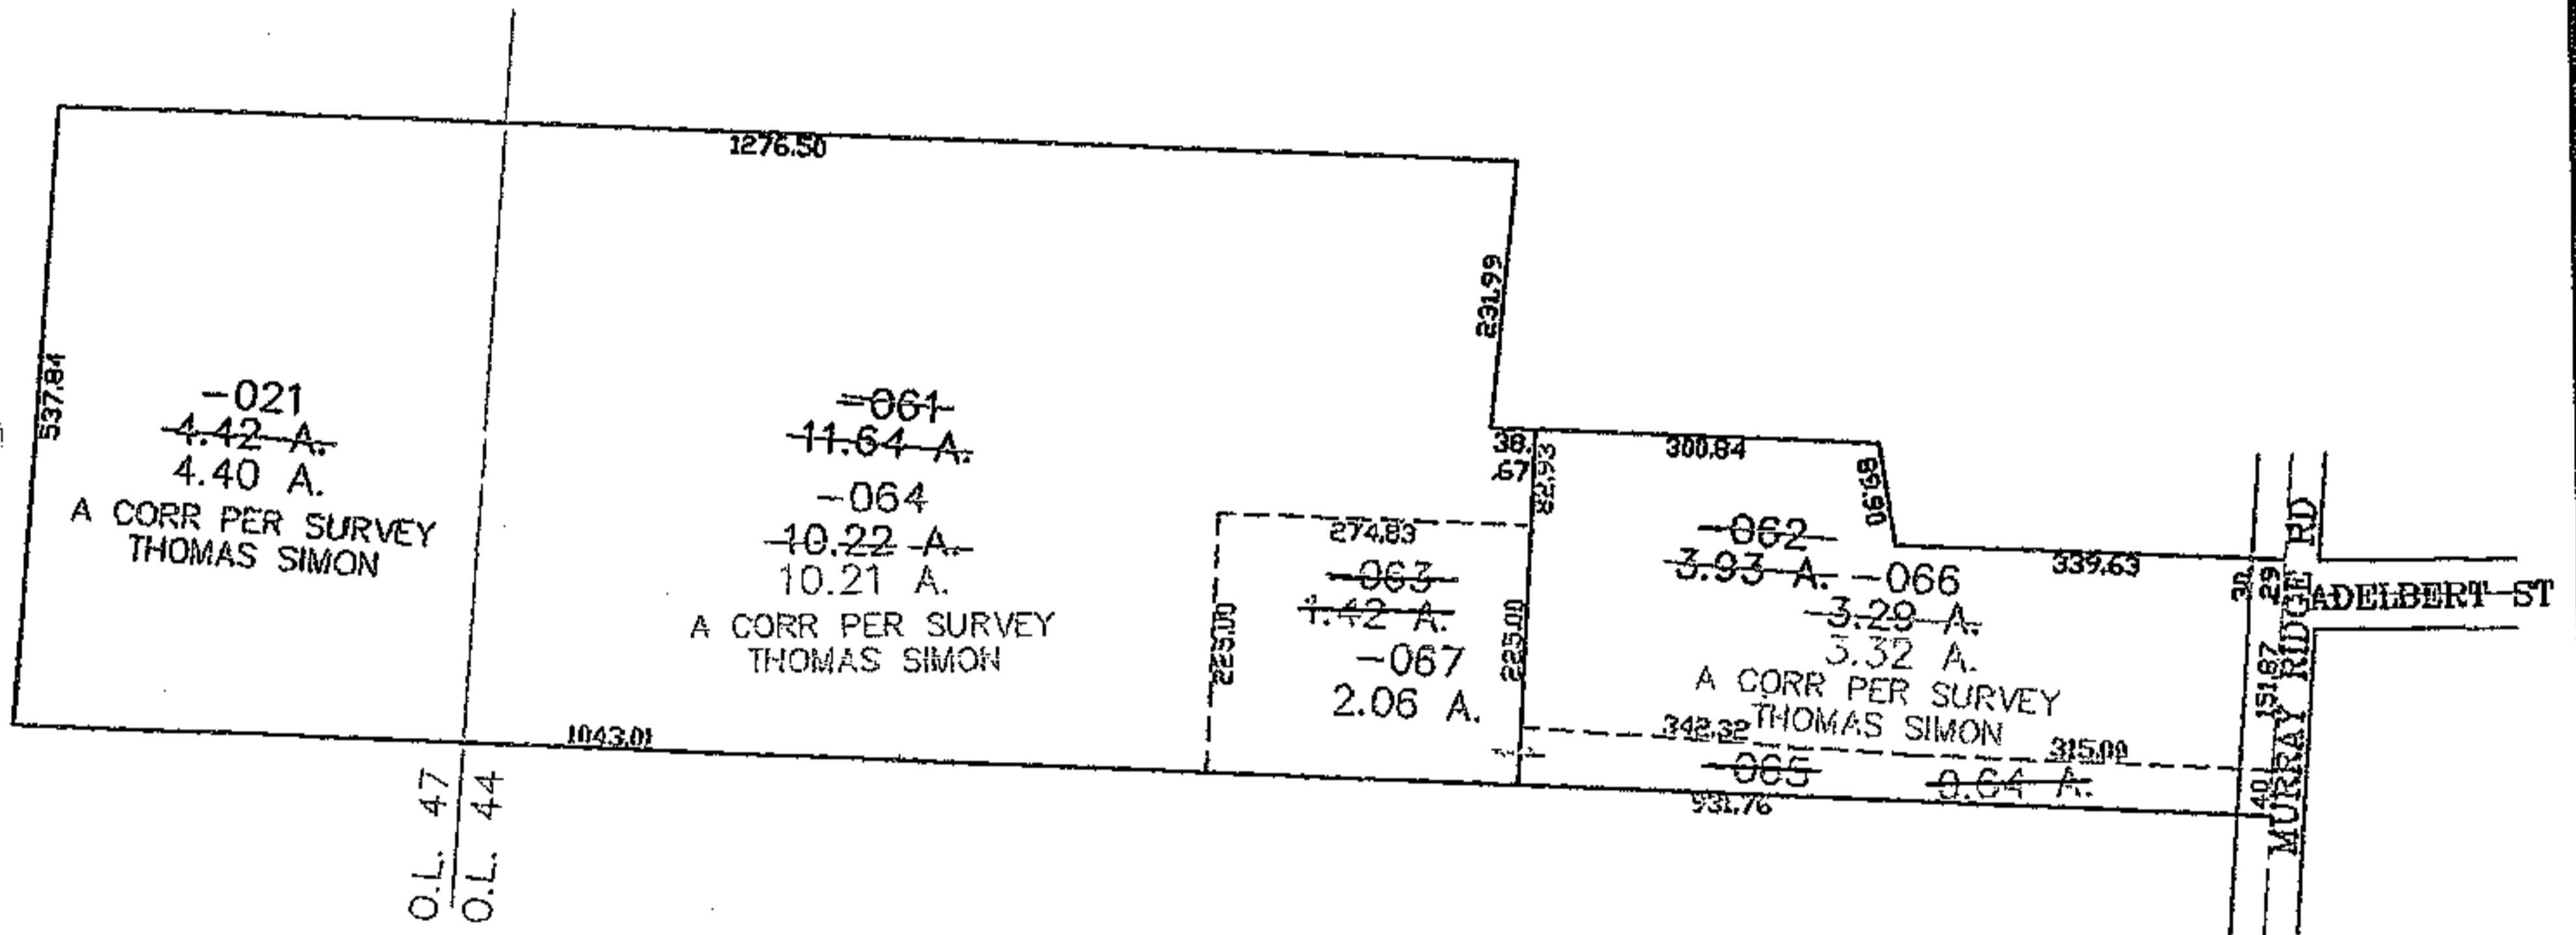 1276.50
537.84
231.99
-021
4.42 A.
4.40 A.
A CORR PER SURVEY
THOMAS SIMON
-061
11.64 A.
-064
10.22 A.
10.21 A.
A CORR PER SURVEY
THOMAS SIMON
38.
.67
82.93
300.84
89.90
274.83
-063
1.42 A.
-067
2.06 A.
225.00
225.00
-062
3.93 A.
-066
3.29 A.
3.32 A.
A CORR PER SURVEY
THOMAS SIMON
339.63
30.
29
151.87
40
342.32
315.00
065
0.64 A.
931.76
1043.01
O.L. 47
O.L. 44
MURRAY RIDGE RD
ADELBERT ST